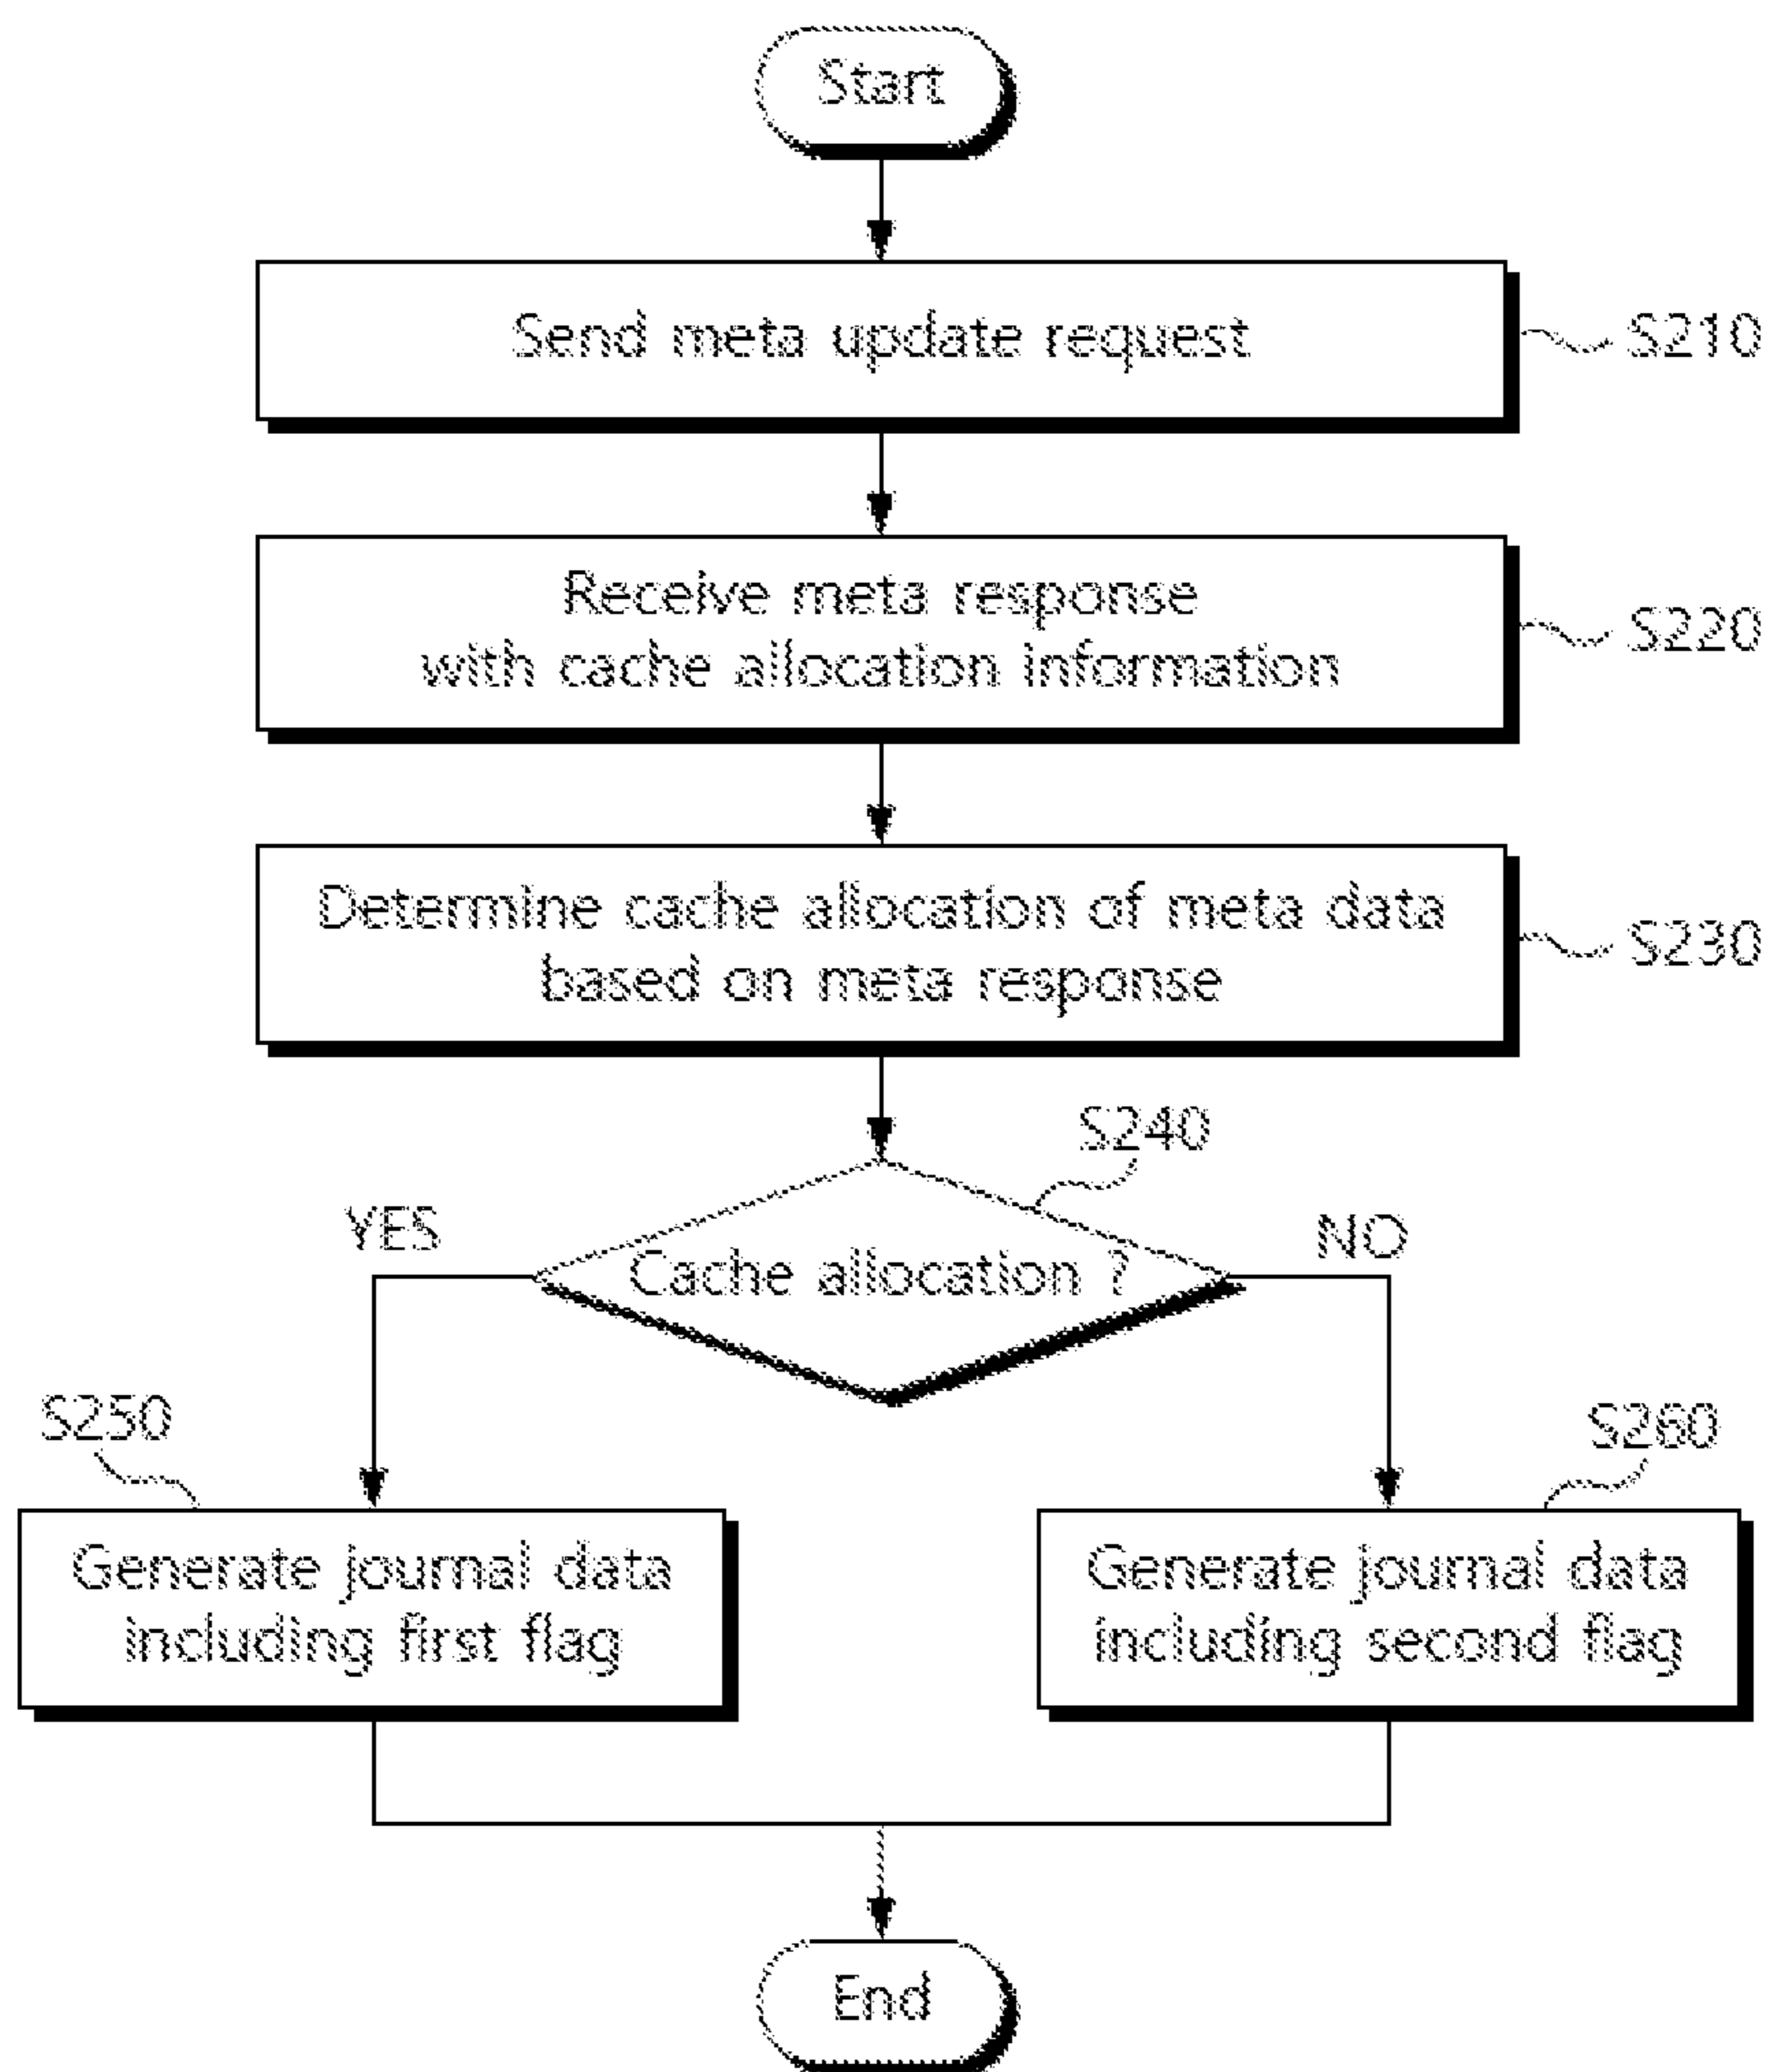 Start
Send meta update request
S210
Receive meta response
with cache allocation information
S220
Determine cache allocation of meta data
based on meta response
S230
S240
YES
Cache allocation ?
NO
S250
S260
Generate journal data
including first flag
Generate journal data
including second flag
End